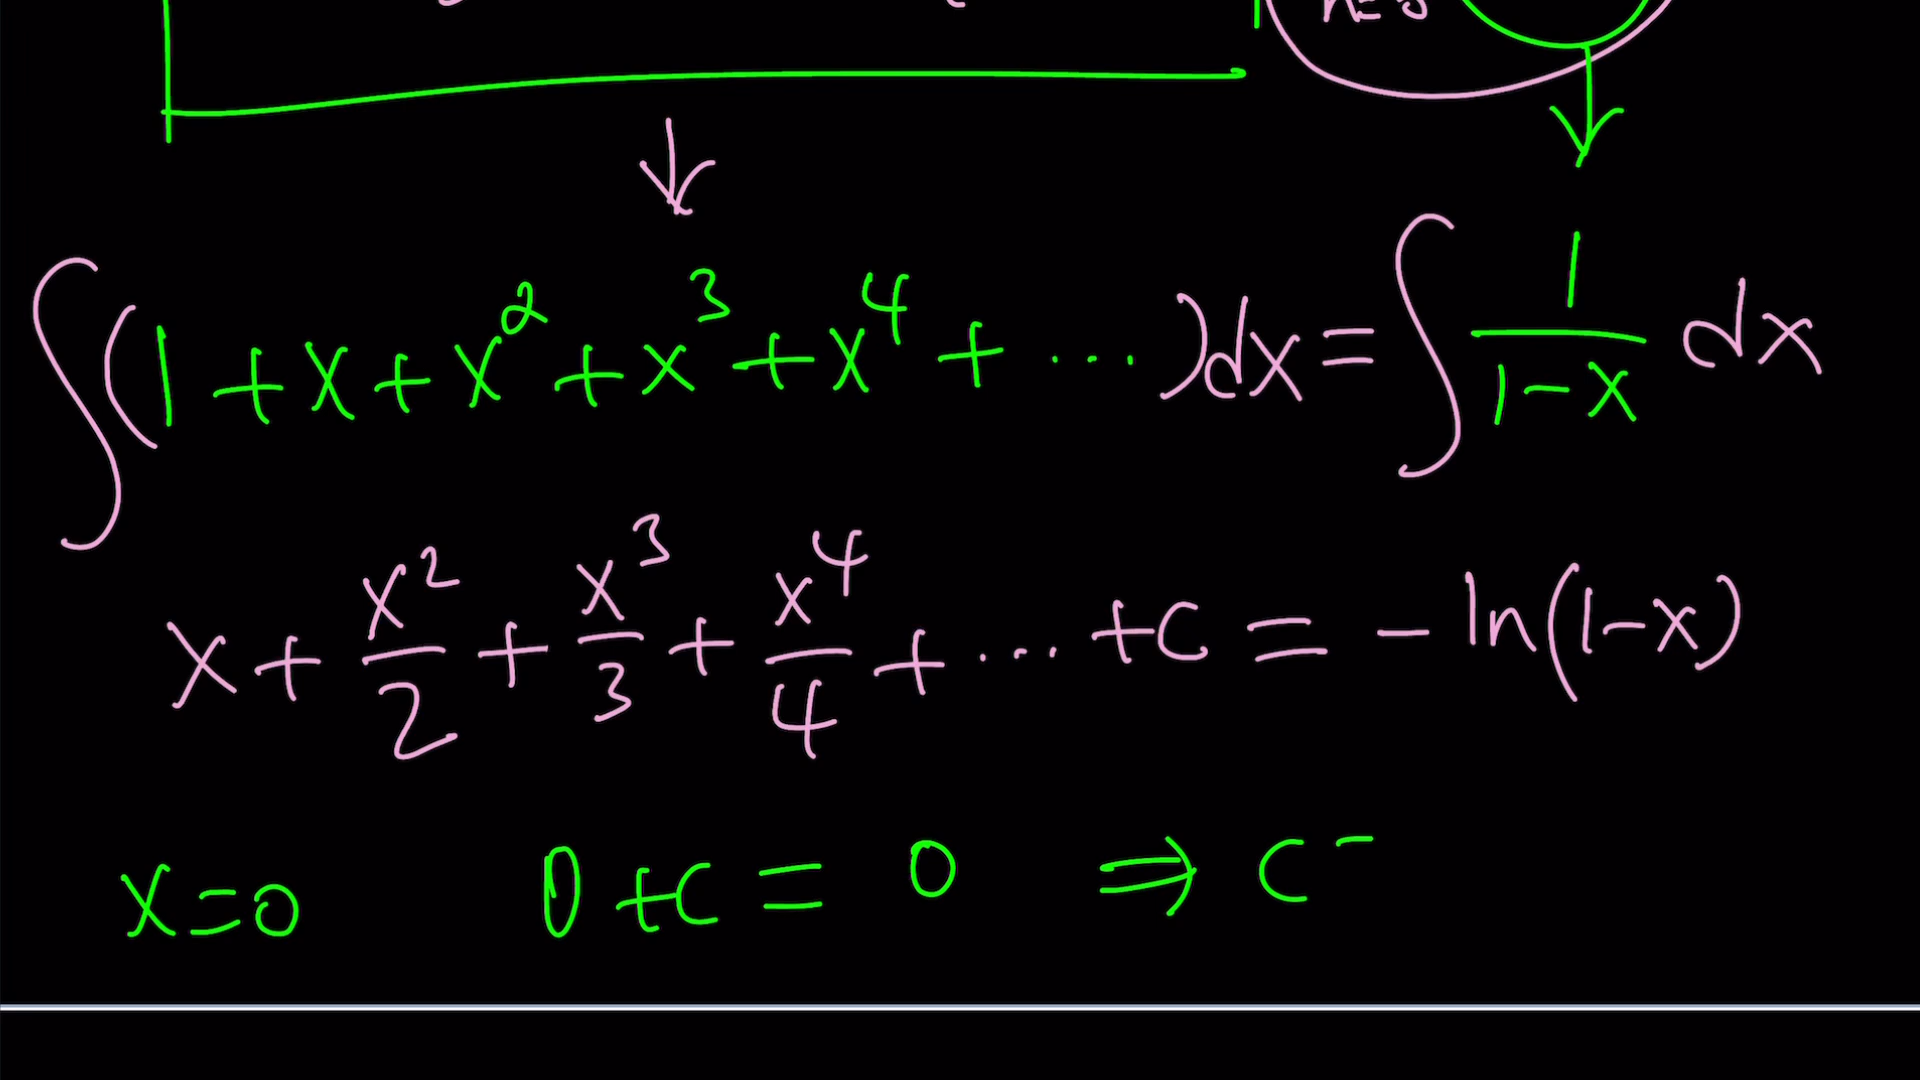 n=0
∫(1+x+x²+x³+x⁴+...)dx=∫1/(1-x) dx
x+x²/2+x³/3+x⁴/4+...+c=-ln(1-x)
x=0 0+c=0 ⇒ c -